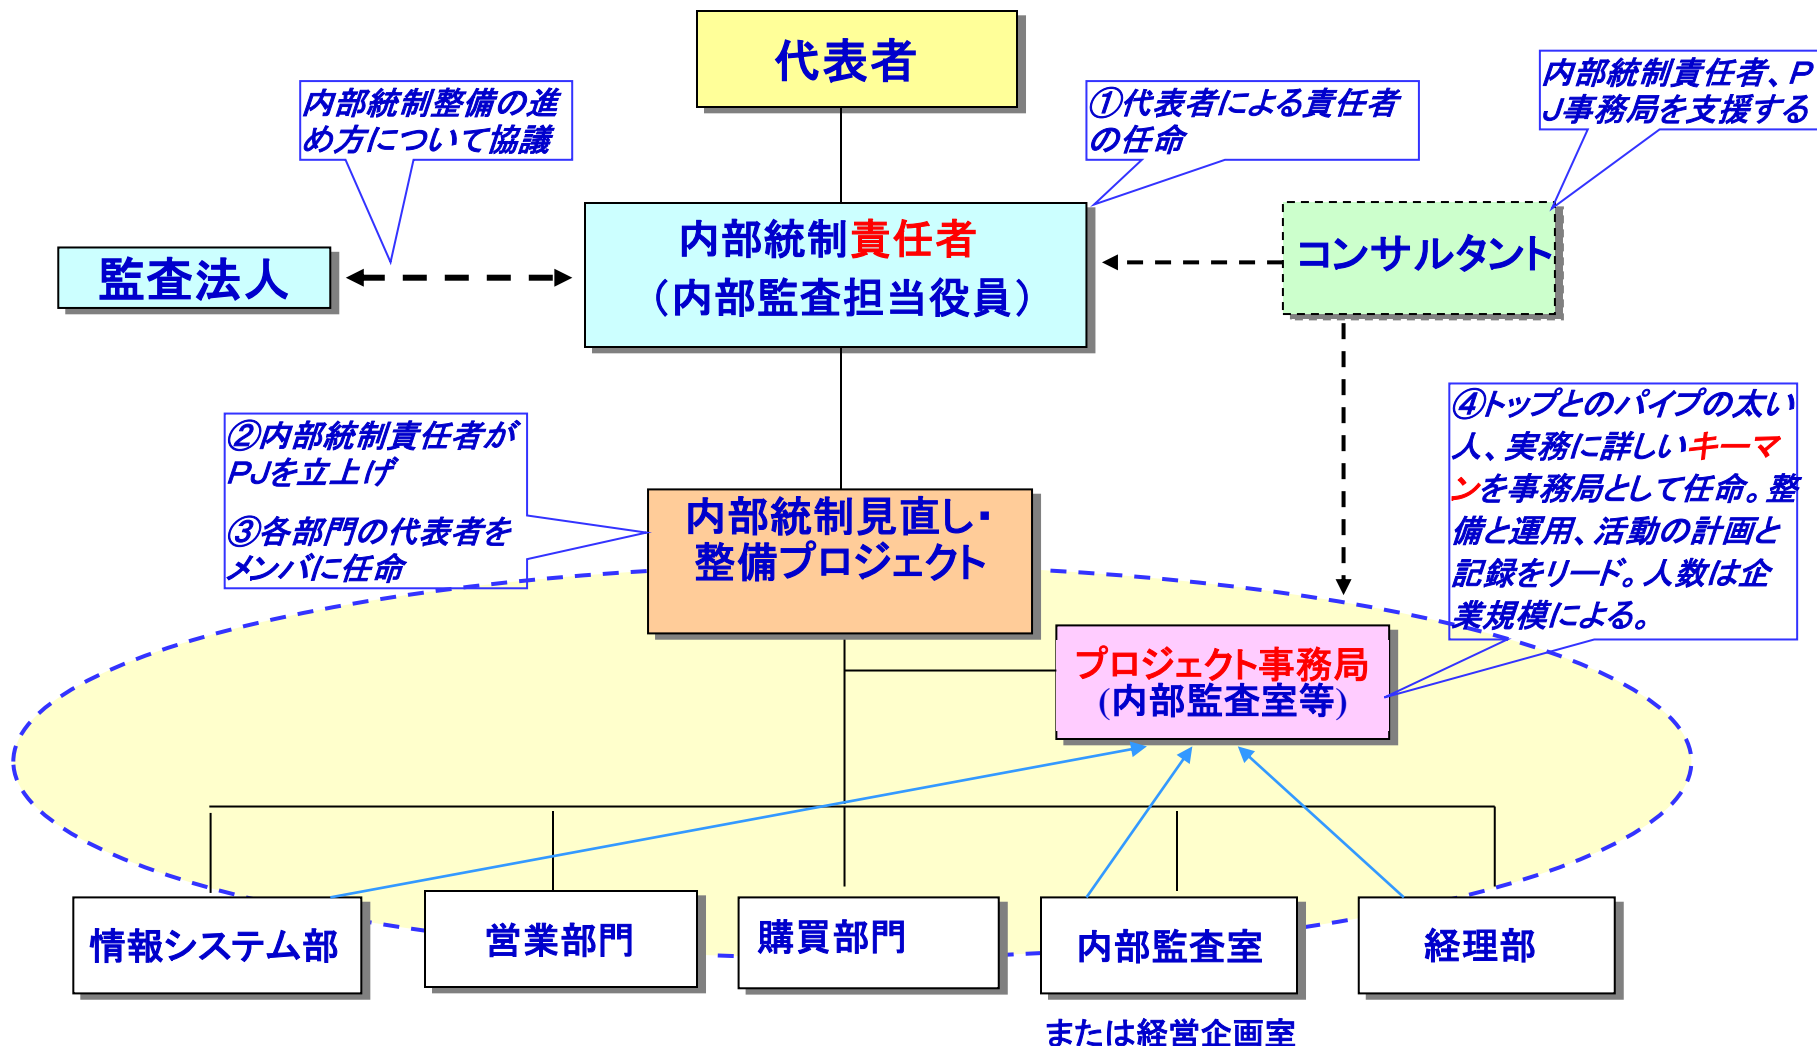 代表者
内部統制整備の進
め方について協議
①代表者による責任者
の任命
内部統制責任者、P
J事務局を支援する
監査法人
内部統制責任者
（内部監査担当役員）
コンサルタント
②内部統制責任者が
PJを立上げ
③各部門の代表者を
メンバに任命
内部統制見直し・
整備プロジェクト
④トップとのパイプの太い
人、実務に詳しいキーマ
ンを事務局として任命。整
備と運用、活動の計画と
記録をリード。人数は企
業規模による。
プロジェクト事務局
(内部監査室等)
情報システム部
営業部門
購買部門
内部監査室
経理部
または経営企画室